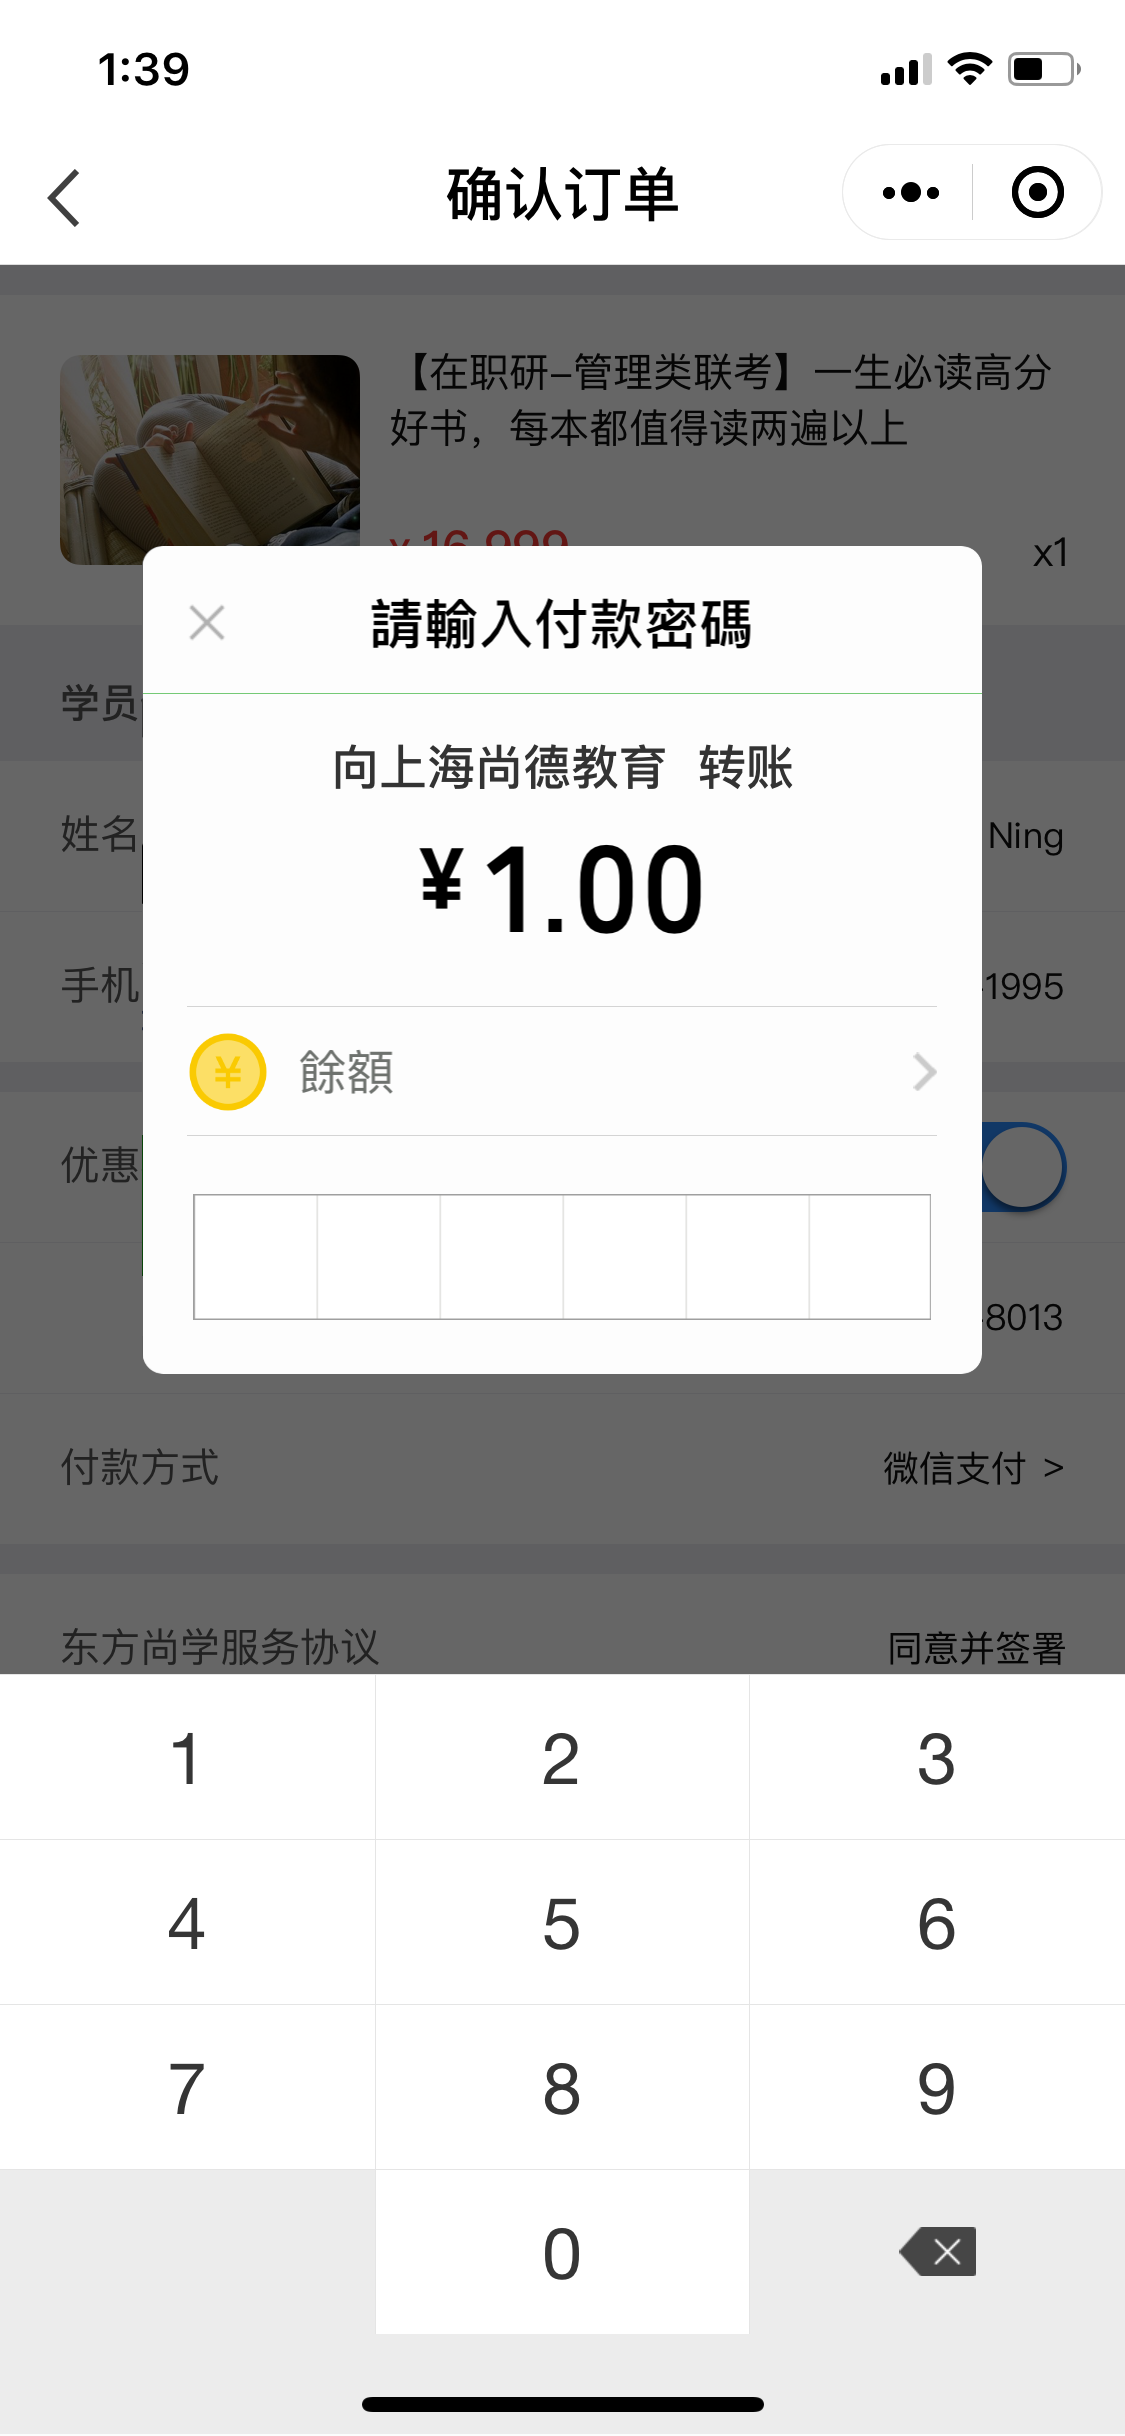 1:39
确认订单
【在职研-管理类联考】一生必读高分
好书，每本都值得读两遍以上
¥ 16,999
x1
請輸入付款密碼
学员
向上海尚德教育 转账
姓名
Ning
¥1.00
手机
-1995
餘額
优惠
-8013
付款方式
微信支付 >
东方尚学服务协议
同意并签署
1
2
3
4
5
6
7
8
9
0